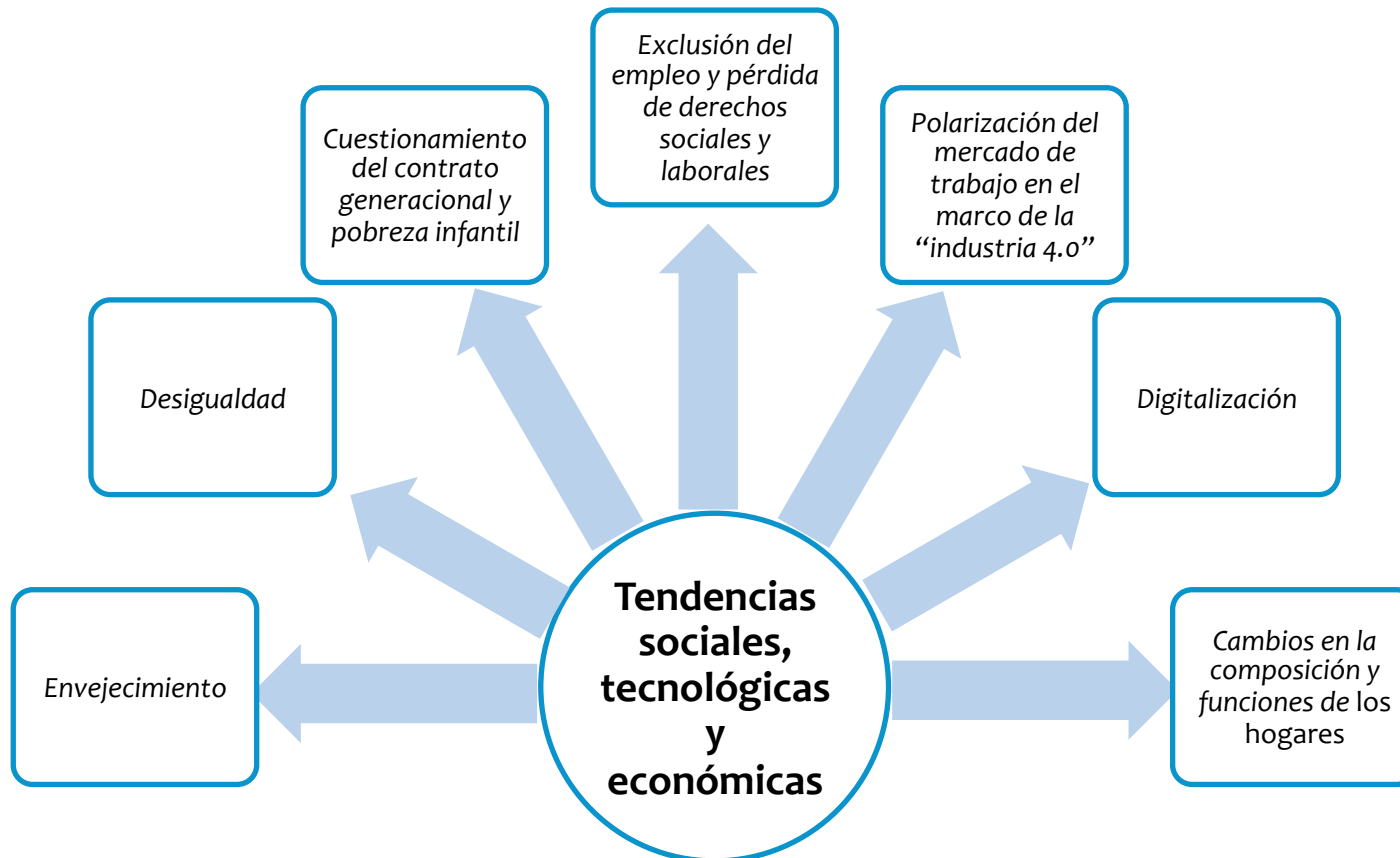 Exclusión del
empleo y pérdida
de derechos
sociales y
laborales
Cuestionamiento
del contrato
generacional y
pobreza infantil
Polarización del
mercado de
trabajo en el
marco de la
“industria 4.0”
Desigualdad
Digitalización
Envejecimiento
Tendencias
sociales,
tecnológicas
y
económicas
Cambios en la
composición y
funciones de los
hogares